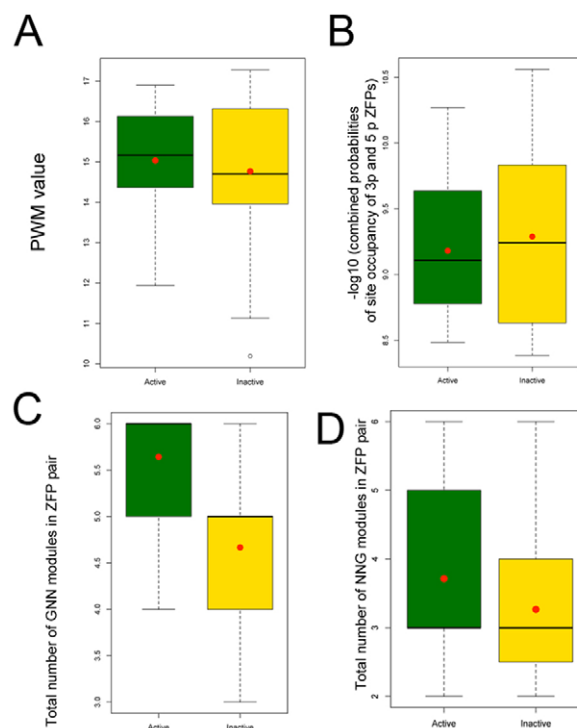 A
PWM value
17
16
15
14
13
12
11
10
Active
Inactive
B
-log10 (combined probabilities
of site occupancy of 3p and 5 p ZFPs)
10.5
10.0
9.5
9.0
8.5
Active
Inactive
C
Total number of GNN modules in ZFP pair
6.0
5.5
5.0
4.5
4.0
3.5
3.0
Active
Inactive
D
Total number of NNG modules in ZFP pair
6
5
4
3
2
Active
Inactive